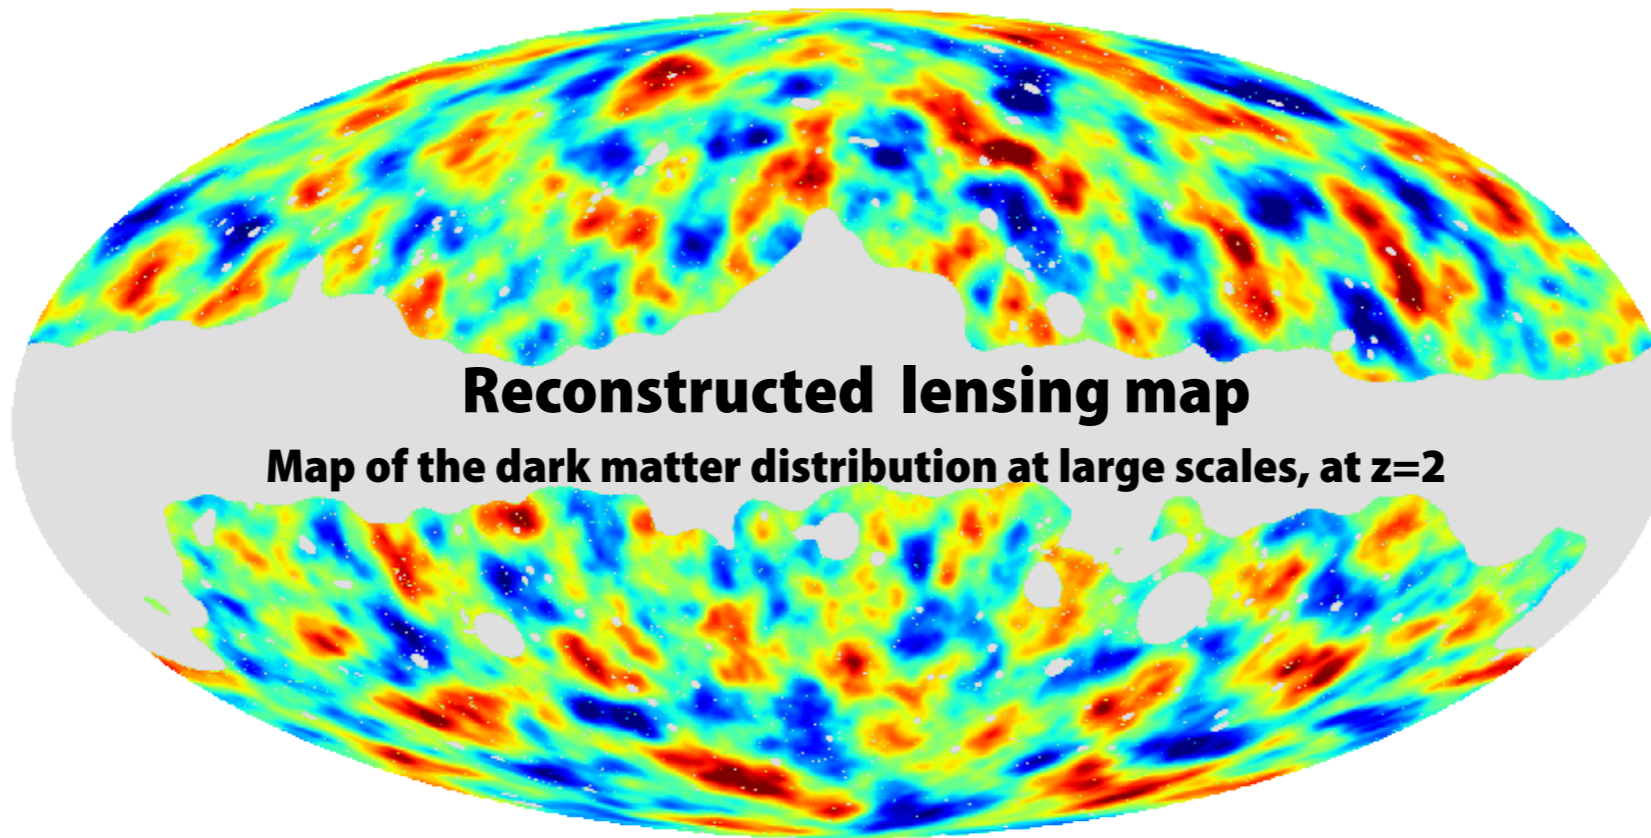 Reconstructed lensing map
Map of the dark matter distribution at large scales, at z=2